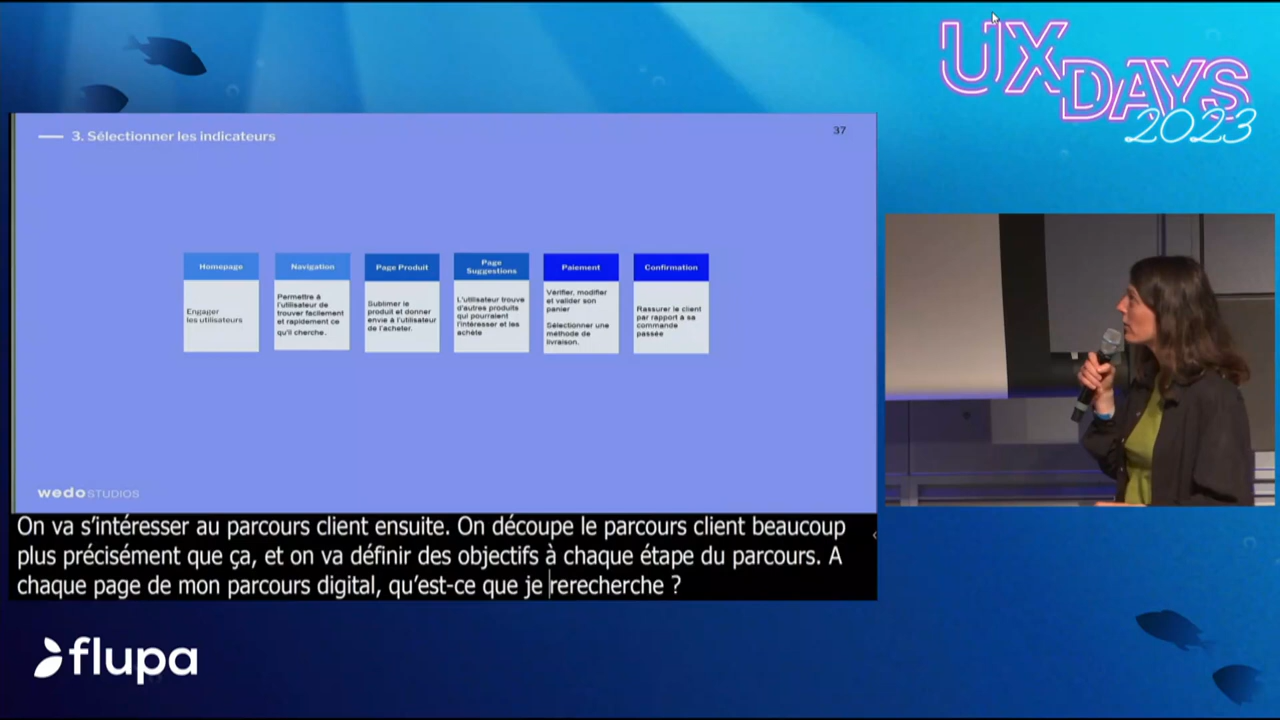 UX
DAYS
2023
3. Sélectionner les indicateurs
37
Homepage
Engager
les utilisateurs
Navigation
Permettre à
l'utilisateur de
trouver facilement
et rapidement ce
qu'il cherche.
Page Produit
Sublimer le
produit et donner
envie à l'utilisateur
de l'acheter.
Page
Suggestions
L'utilisateur trouve
d'autres produits
qui pourraient
l'intéresser et les
achète
Paiement
Vérifier, modifier
et valider son
panier
Sélectionner une
méthode de
livraison.
Confirmation
Rassurer le client
par rapport à sa
commande
passée
wedoSTUDIOS
On va s'intéresser au parcours client ensuite. On découpe le parcours client beaucoup
plus précisément que ça, et on va définir des objectifs à chaque étape du parcours. A
chaque page de mon parcours digital, qu'est-ce que je rerecherche ?
flupa